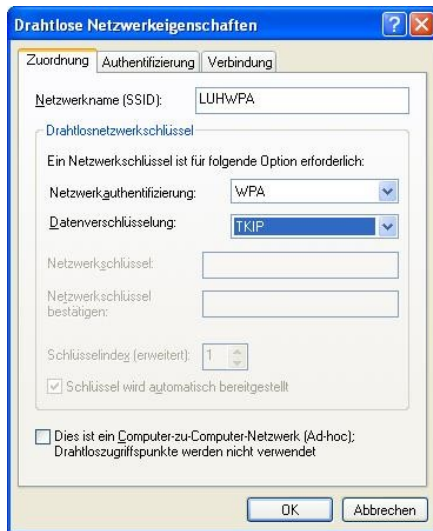 Drahtlose Netzwerkeigenschaften
Zuordnung Authentifizierung Verbindung
Netzwerkname (SSID): LUHWPA
Drahtlosnetzwerkschlüssel
Ein Netzwerkschlüssel ist für folgende Option erforderlich:
Netzwerkauthentifizierung: WPA
Datenverschlüsselung: TKIP
Netzwerkschlüssel:
Netzwerkschlüssel
bestätigen:
Schlüsselindex (erweitert): 1
Schlüssel wird automatisch bereitgestellt
Dies ist ein Computer-zu-Computer-Netzwerk (Ad-hoc);
Drahtloszugriffspunkte werden nicht verwendet
OK Abbrechen